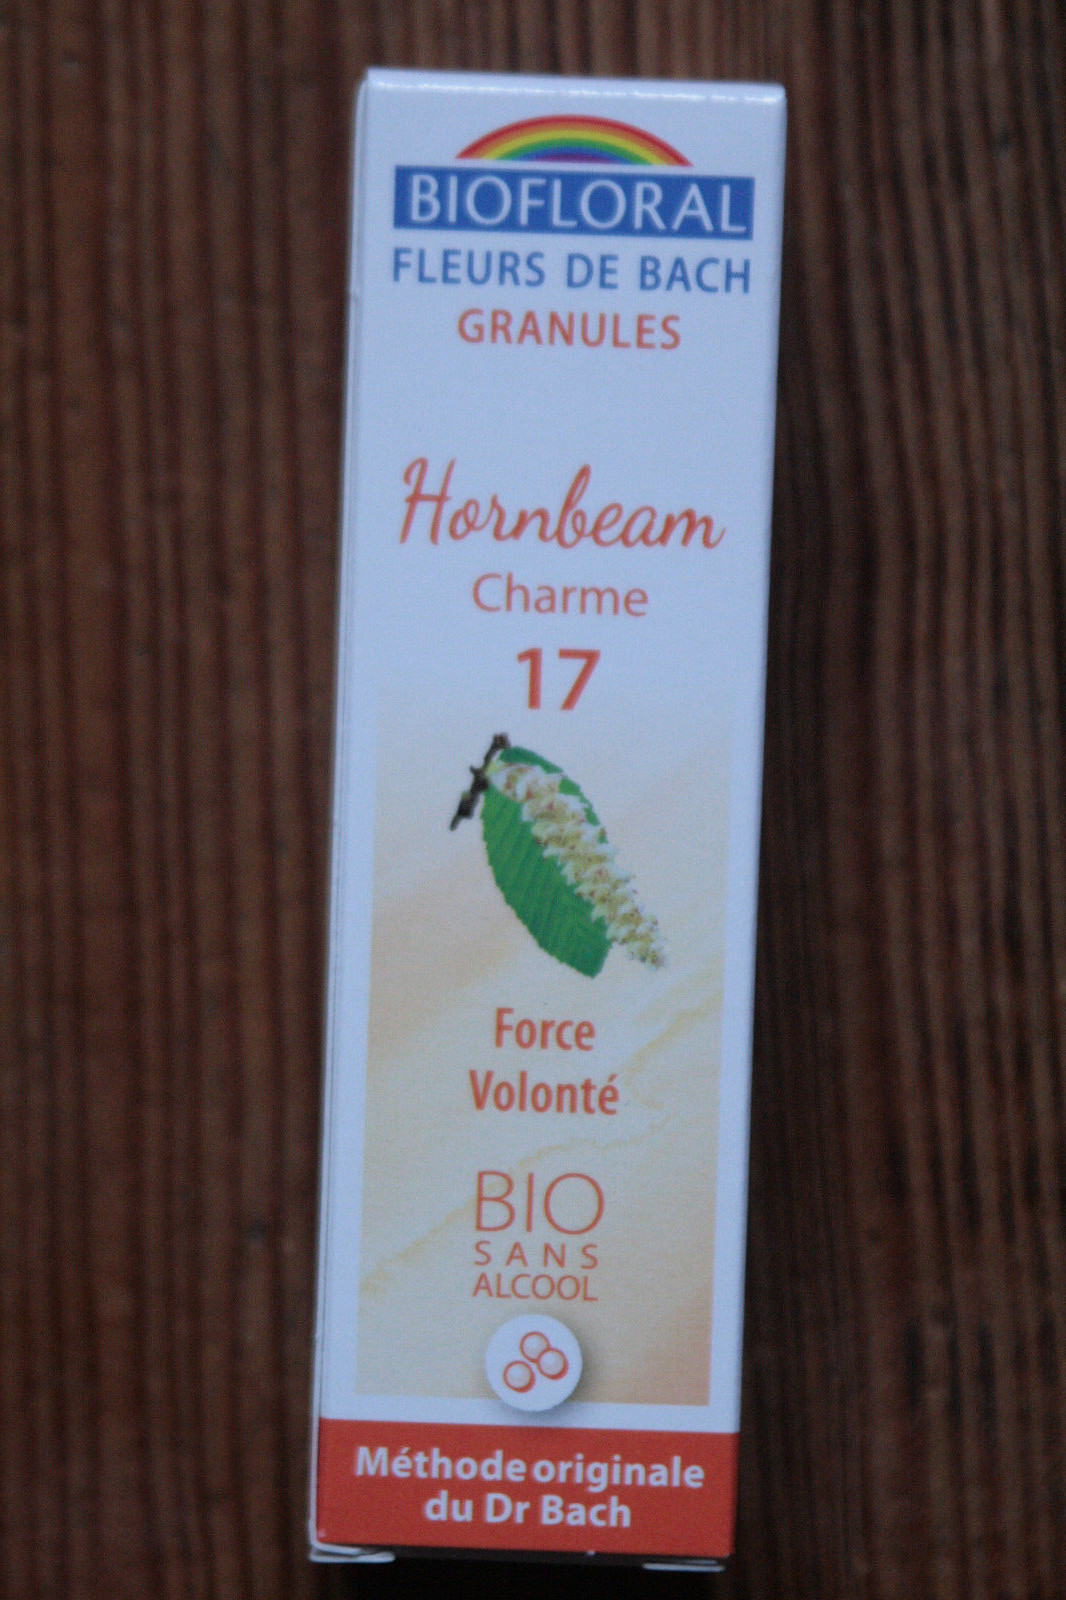 BIOFLORAL
FLEURS DE BACH
GRANULES
Hornbeam
Charme
17
Force
Volonté
BIO
SANS
ALCOOL
Méthode originale
du Dr Bach